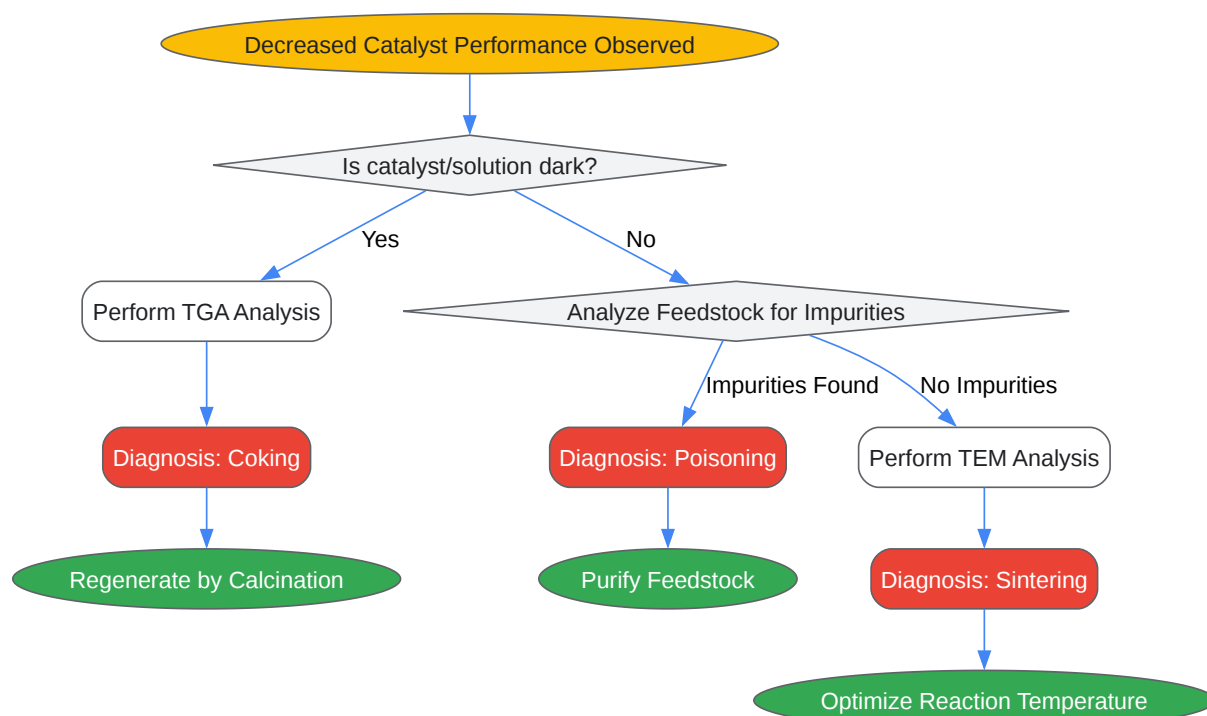 Decreased Catalyst Performance Observed
Is catalyst/solution dark?
Yes
No
Perform TGA Analysis
Analyze Feedstock for Impurities
Impurities Found
No Impurities
Diagnosis: Coking
Diagnosis: Poisoning
Perform TEM Analysis
Regenerate by Calcination
Purify Feedstock
Diagnosis: Sintering
Optimize Reaction Temperature